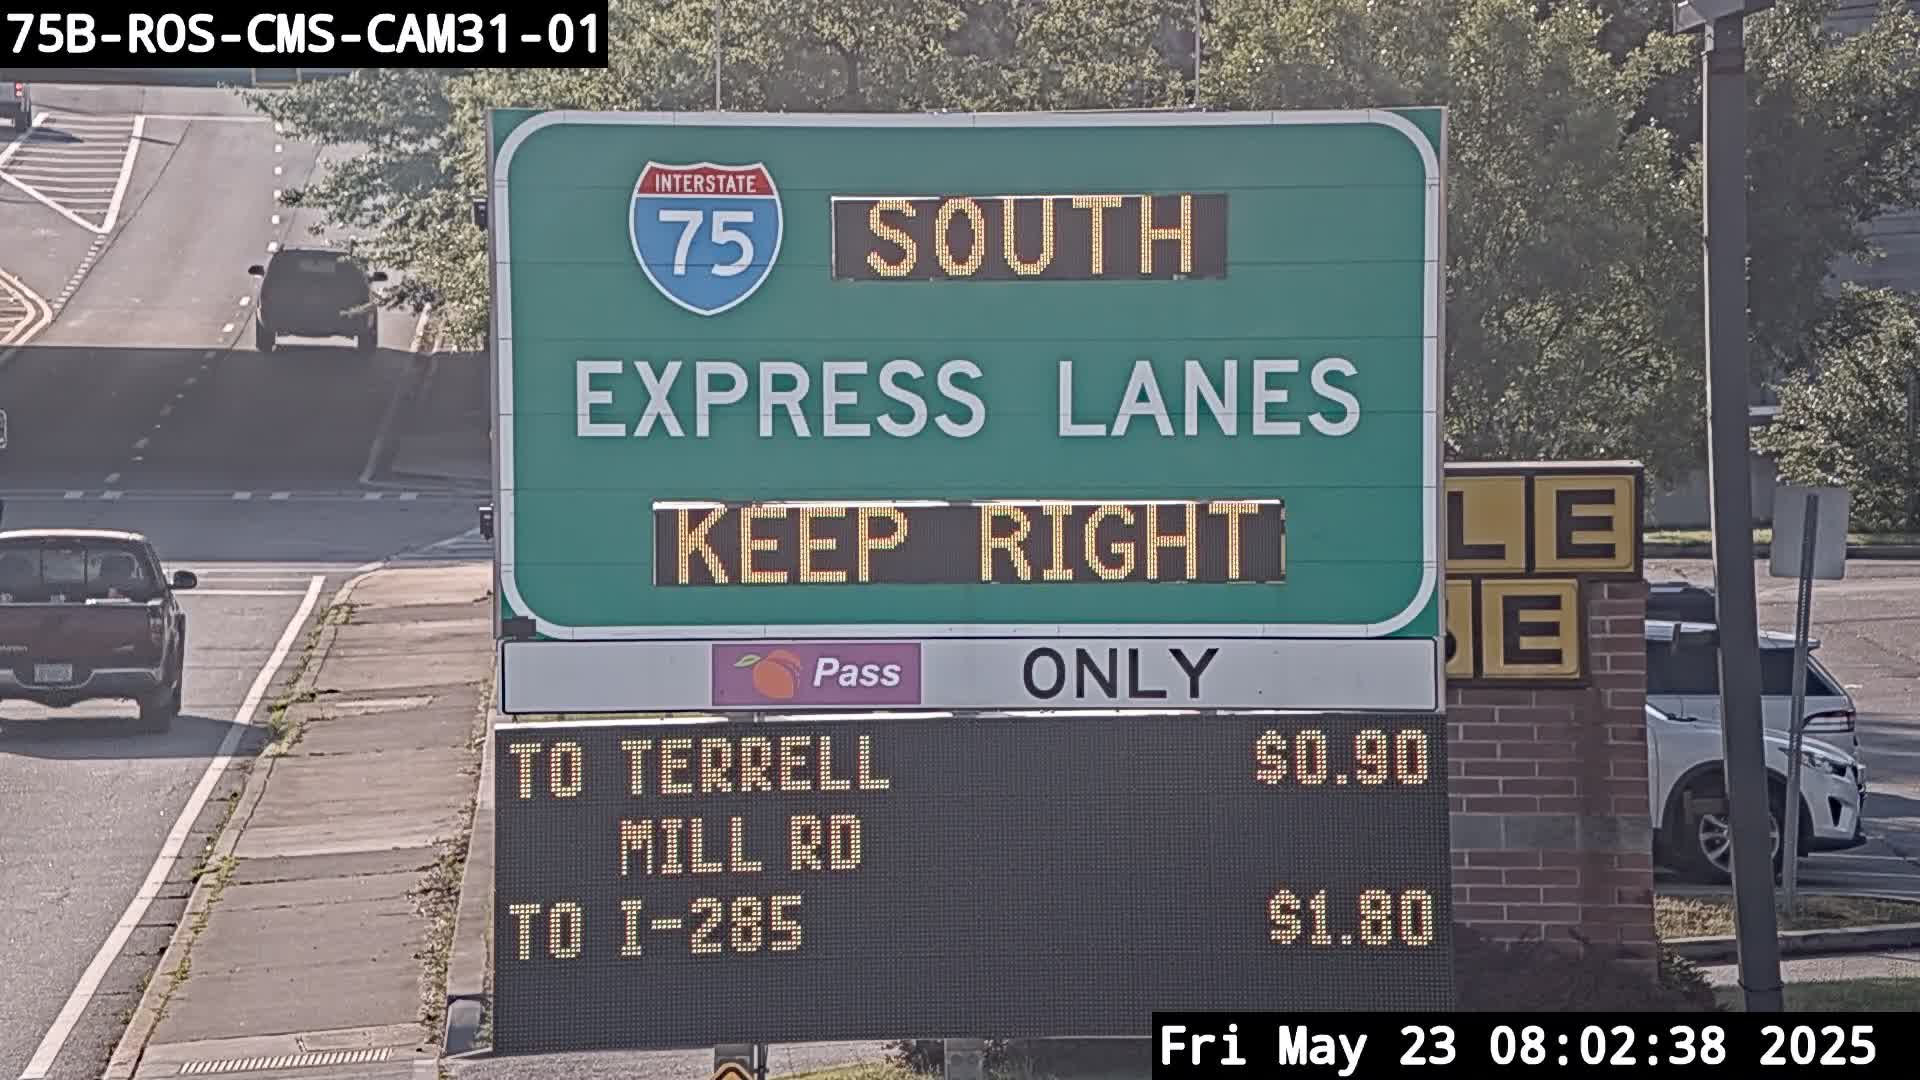 75B-ROS-CMS-CAM31-01
INTERSTATE
75
SOUTH
EXPRESS LANES
KEEP RIGHT
Pass ONLY
TO TERRELL $0.90
MILL RD
TO I-285 $1.80
LE
E
Fri May 23 08:02:38 2025